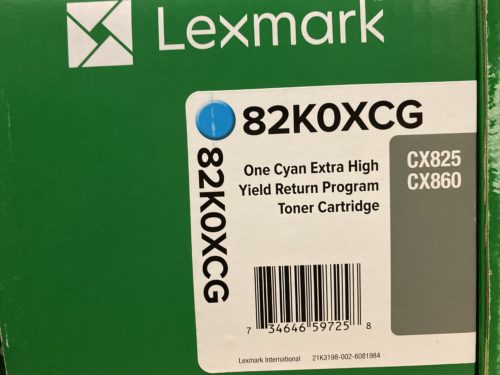 Lexmark
82K0XCG
82K0XCG
One Cyan Extra High
Yield Return Program
Toner Cartridge
CX825
CX860
7 34646 59725 8
Lexmark International 21K3198-002-6081984